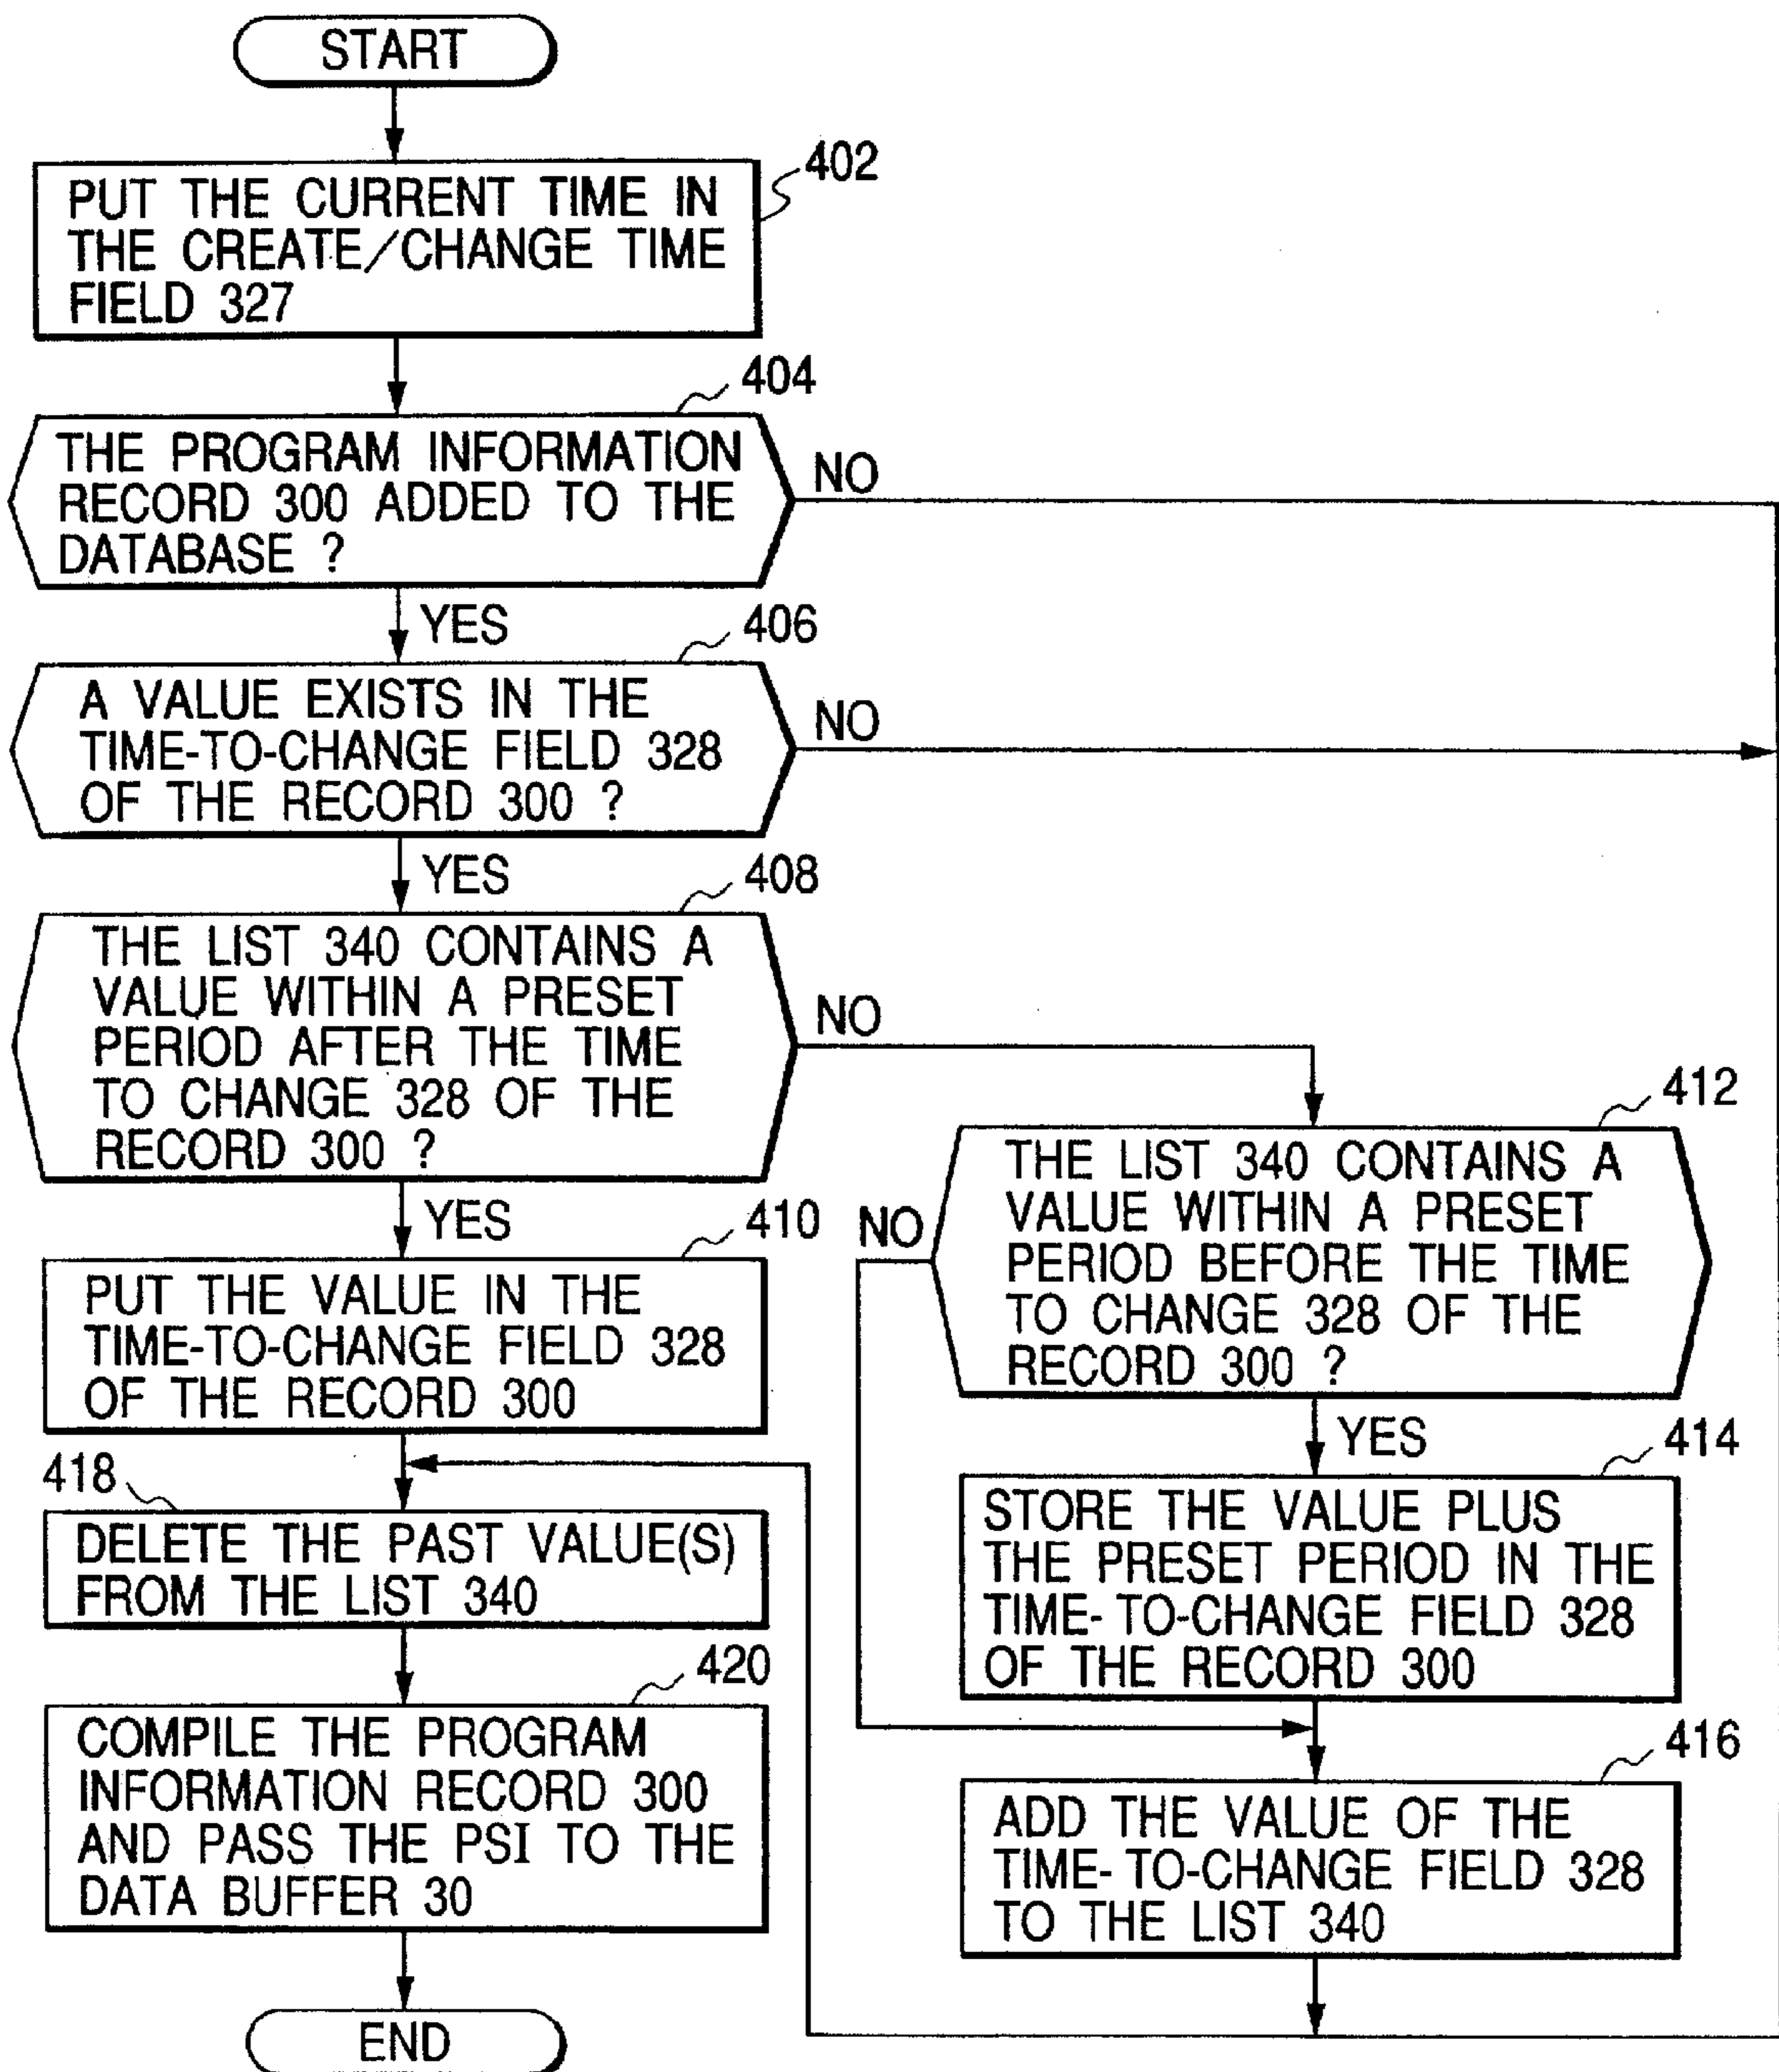 START
402
PUT THE CURRENT TIME IN
THE CREATE/CHANGE TIME
FIELD 327
404
THE PROGRAM INFORMATION
RECORD 300 ADDED TO THE
DATABASE ?
NO
YES
406
A VALUE EXISTS IN THE
TIME-TO-CHANGE FIELD 328
OF THE RECORD 300 ?
NO
YES
408
THE LIST 340 CONTAINS A
VALUE WITHIN A PRESET
PERIOD AFTER THE TIME
TO CHANGE 328 OF THE
RECORD 300 ?
NO
YES
410
PUT THE VALUE IN THE
TIME-TO-CHANGE FIELD 328
OF THE RECORD 300
412
THE LIST 340 CONTAINS A
VALUE WITHIN A PRESET
PERIOD BEFORE THE TIME
TO CHANGE 328 OF THE
RECORD 300 ?
NO
YES
414
STORE THE VALUE PLUS
THE PRESET PERIOD IN THE
TIME- TO-CHANGE FIELD 328
OF THE RECORD 300
416
ADD THE VALUE OF THE
TIME- TO-CHANGE FIELD 328
TO THE LIST 340
418
DELETE THE PAST VALUE(S)
FROM THE LIST 340
420
COMPILE THE PROGRAM
INFORMATION RECORD 300
AND PASS THE PSI TO THE
DATA BUFFER 30
END